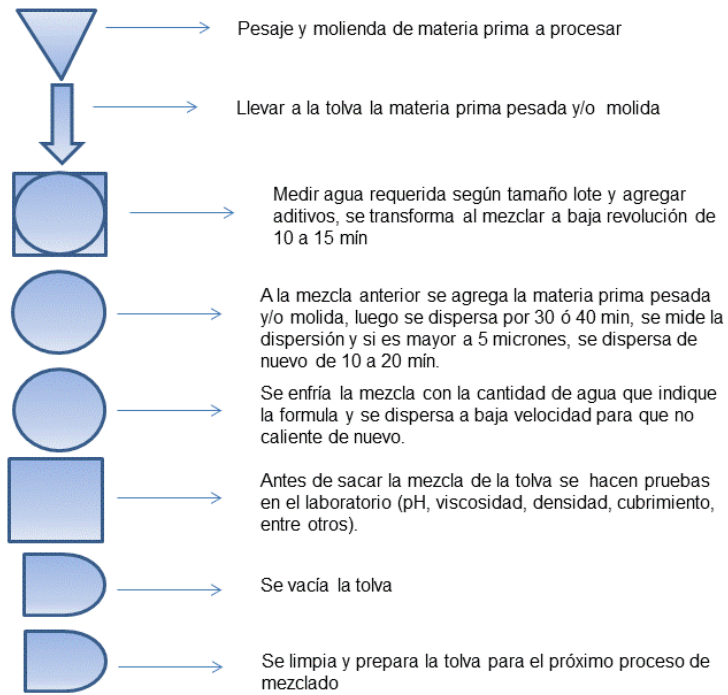 Pesaje y molienda de materia prima a procesar
Llevar a la tolva la materia prima pesada y/o molida
Medir agua requerida según tamaño lote y agregar
aditivos, se transforma al mezclar a baja revolución de
10 a 15 mín
A la mezcla anterior se agrega la materia prima pesada
y/o molida, luego se dispersa por 30 ó 40 min, se mide la
dispersión y si es mayor a 5 micrones, se dispersa de
nuevo de 10 a 20 mín.
Se enfría la mezcla con la cantidad de agua que indique
la formula y se dispersa a baja velocidad para que no
caliente de nuevo.
Antes de sacar la mezcla de la tolva se hacen pruebas
en el laboratorio (pH, viscosidad, densidad, cubrimiento,
entre otros).
Se vacía la tolva
Se limpia y prepara la tolva para el próximo proceso de
mezclado